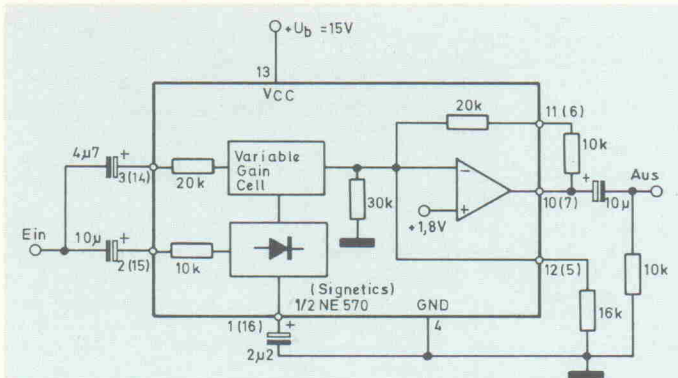 +Ub =15V
13
VCC
20k
11(6)
4µ7
+
Variable
Gain
Cell
10k
3(14)
20k
30k
−
+
Aus
10(7)
10µ
+
+1,8V
Ein
10µ
+
2(15)
10k
10k
12(5)
(Signetics)
1/2 NE 570
GND
16k
1(16)
+
4
2µ2